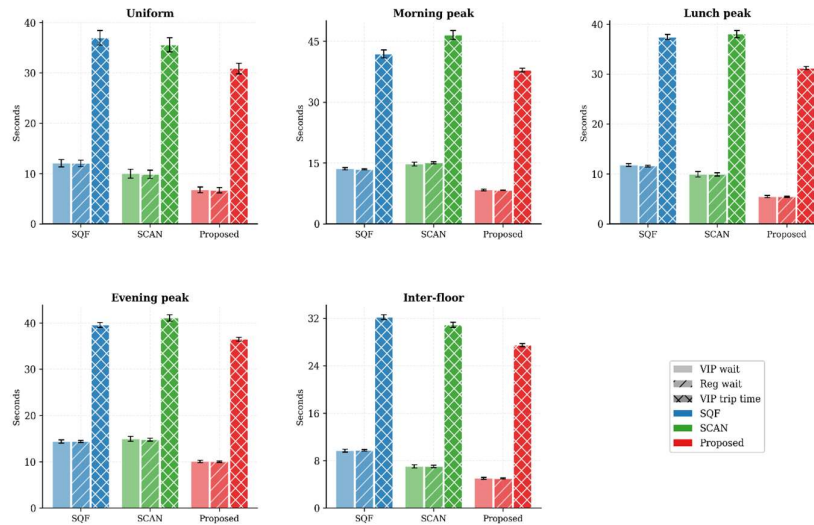 Uniform
Seconds
40
30
20
10
0
SQF SCAN Proposed
Morning peak
Seconds
45
30
15
0
SQF SCAN Proposed
Lunch peak
Seconds
40
30
20
10
0
SQF SCAN Proposed
Evening peak
Seconds
40
30
20
10
0
SQF SCAN Proposed
Inter-floor
Seconds
32
24
16
8
0
SQF SCAN Proposed
VIP wait
Reg wait
VIP trip time
SQF
SCAN
Proposed